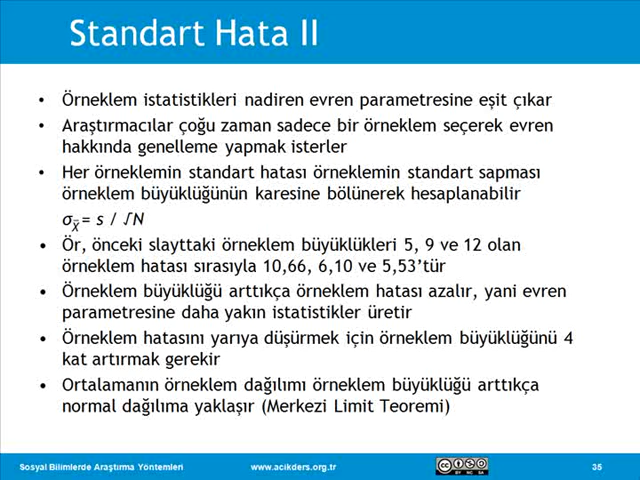 Standart Hata II
• Örneklem istatistikleri nadiren evren parametresine eşit çıkar
• Araştırmacılar çoğu zaman sadece bir örneklem seçerek evren
hakkında genelleme yapmak isterler
• Her örneklemin standart hatası örneklemin standart sapması
örneklem büyüklüğünün karesine bölünerek hesaplanabilir
σx̄ = s / √N
• Ör, önceki slayttaki örneklem büyüklükleri 5, 9 ve 12 olan
örneklem hatası sırasıyla 10,66, 6,10 ve 5,53’tür
• Örneklem büyüklüğü arttıkça örneklem hatası azalır, yani evren
parametresine daha yakın istatistikler üretir
• Örneklem hatasını yarıya düşürmek için örneklem büyüklüğünü 4
kat artırmak gerekir
• Ortalamanın örneklem dağılımı örneklem büyüklüğü arttıkça
normal dağılıma yaklaşır (Merkezi Limit Teoremi)
Sosyal Bilimlerde Araştırma Yöntemleri www.acikders.org.tr CC BY NC SA 35